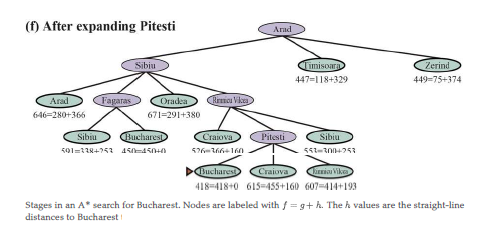 (f) After expanding Pitesti
Arad
Sibiu
Timisoara
Zerind
447=118+329
449=75+374
Arad
Fagaras
Oradea
Rimnicu Vilcea
646=280+366
671=291+380
Sibiu
Bucharest
Craiova
Pitesti
Sibiu
591=338+253
450=450+0
526=366+160
553=300+253
Bucharest
Craiova
Rimnicu Vilcea
418=418+0
615=455+160
607=414+193
Stages in an A* search for Bucharest. Nodes are labeled with f = g + h. The h values are the straight-line
distances to Bucharest